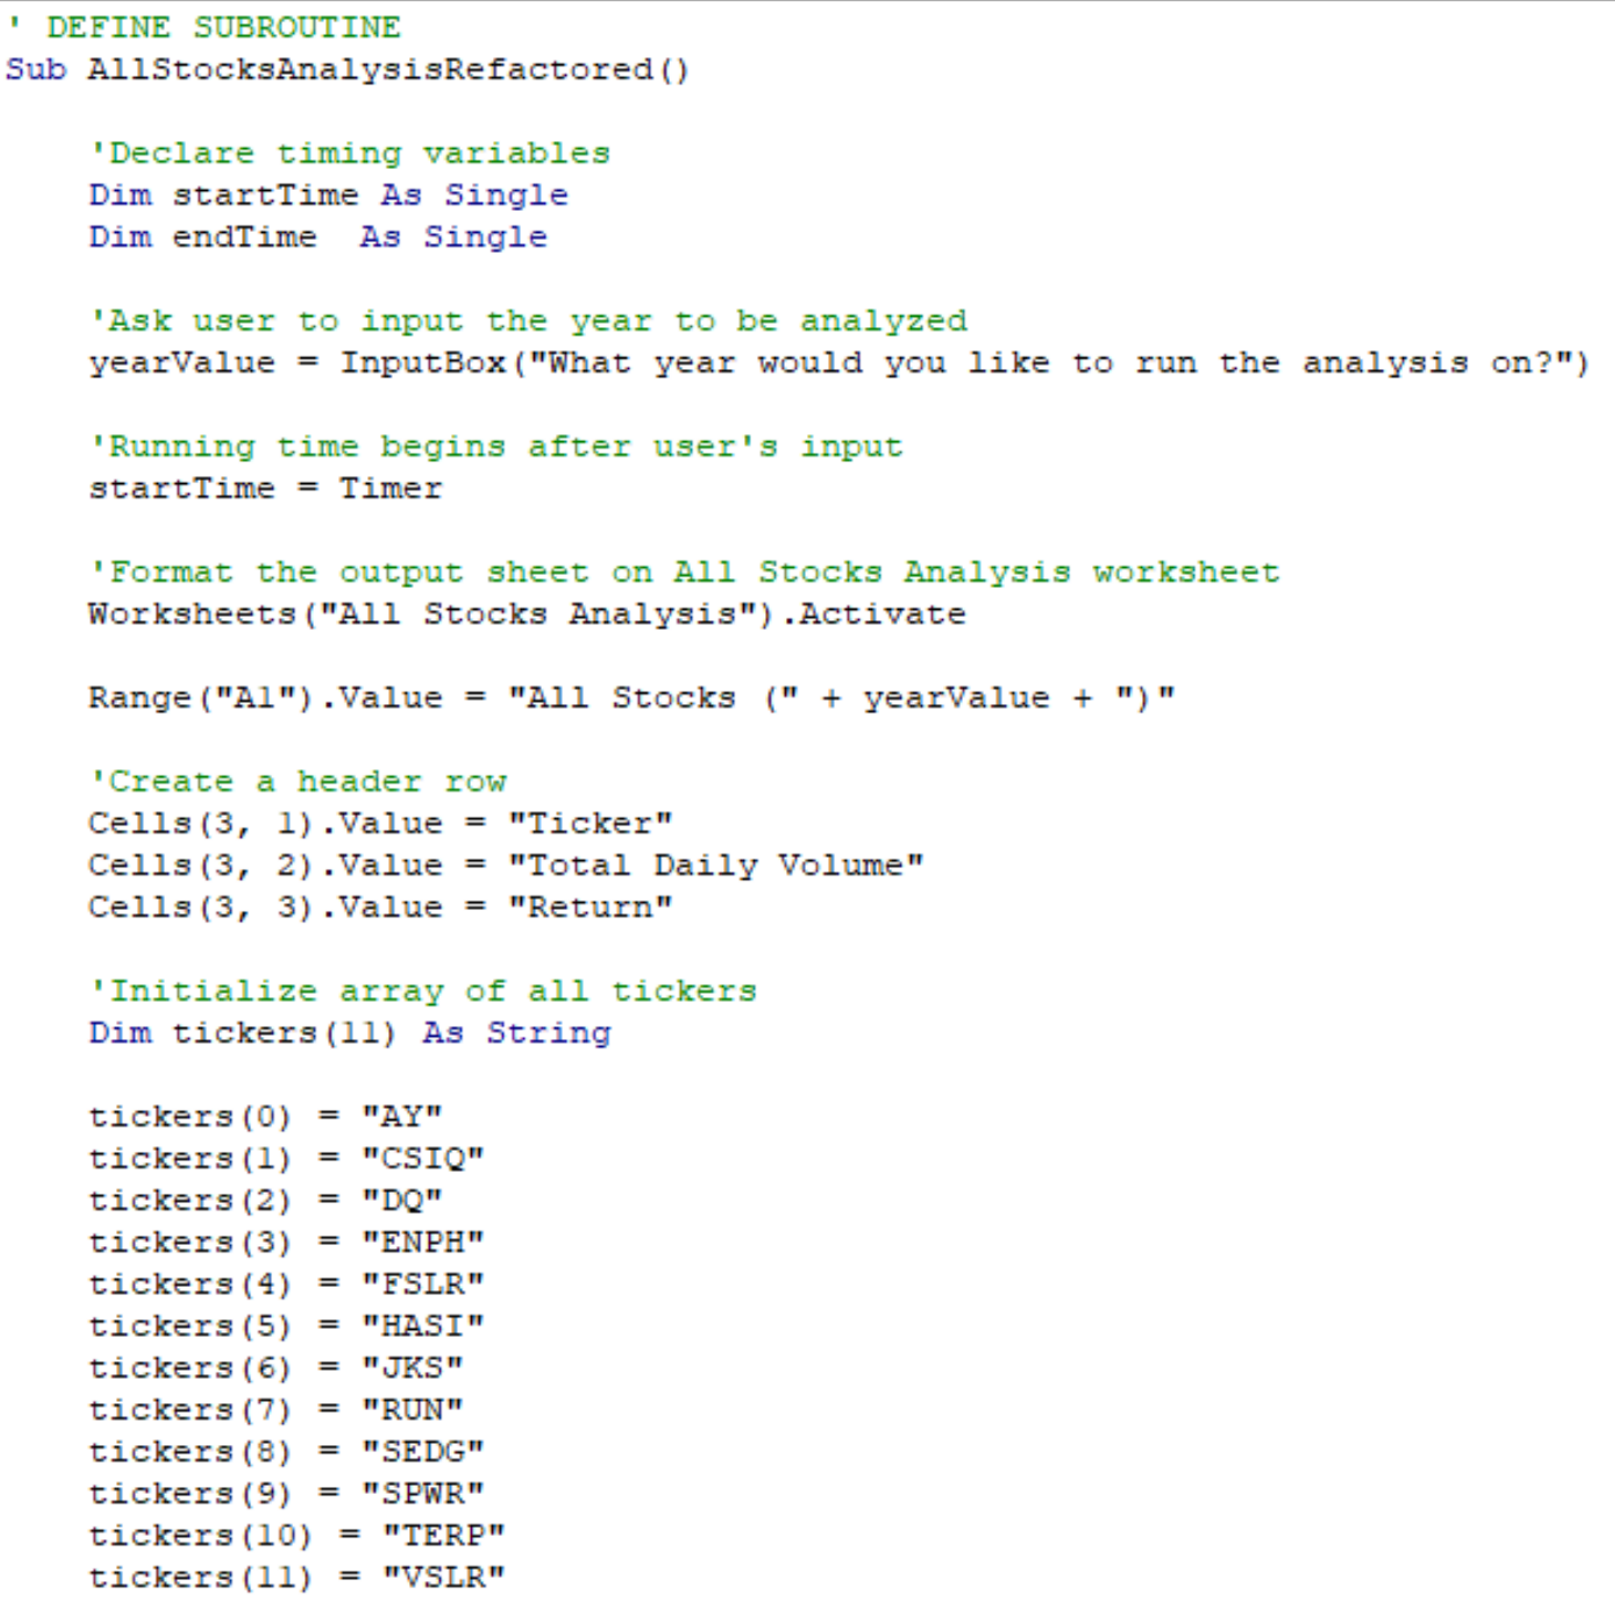 ' DEFINE SUBROUTINE
Sub AllStocksAnalysisRefactored()
'Declare timing variables
Dim startTime As Single
Dim endTime  As Single
'Ask user to input the year to be analyzed
yearValue = InputBox("What year would you like to run the analysis on?")
'Running time begins after user's input
startTime = Timer
'Format the output sheet on All Stocks Analysis worksheet
Worksheets("All Stocks Analysis").Activate
Range("A1").Value = "All Stocks (" + yearValue + ")"
'Create a header row
Cells(3, 1).Value = "Ticker"
Cells(3, 2).Value = "Total Daily Volume"
Cells(3, 3).Value = "Return"
'Initialize array of all tickers
Dim tickers(11) As String
tickers(0) = "AY"
tickers(1) = "CSIQ"
tickers(2) = "DQ"
tickers(3) = "ENPH"
tickers(4) = "FSLR"
tickers(5) = "HASI"
tickers(6) = "JKS"
tickers(7) = "RUN"
tickers(8) = "SEDG"
tickers(9) = "SPWR"
tickers(10) = "TERP"
tickers(11) = "VSLR"